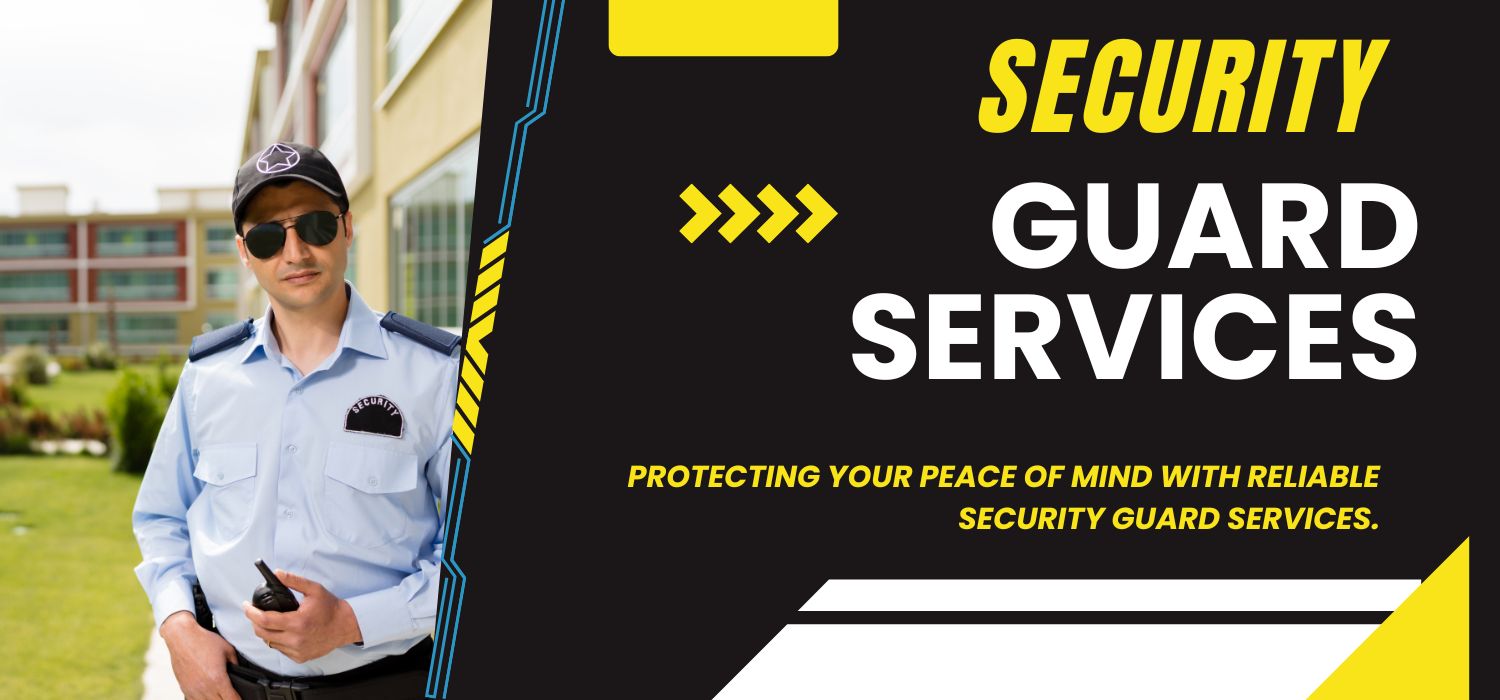 SECURITY
GUARD
SERVICES
PROTECTING YOUR PEACE OF MIND WITH RELIABLE
SECURITY GUARD SERVICES.
SECURITY